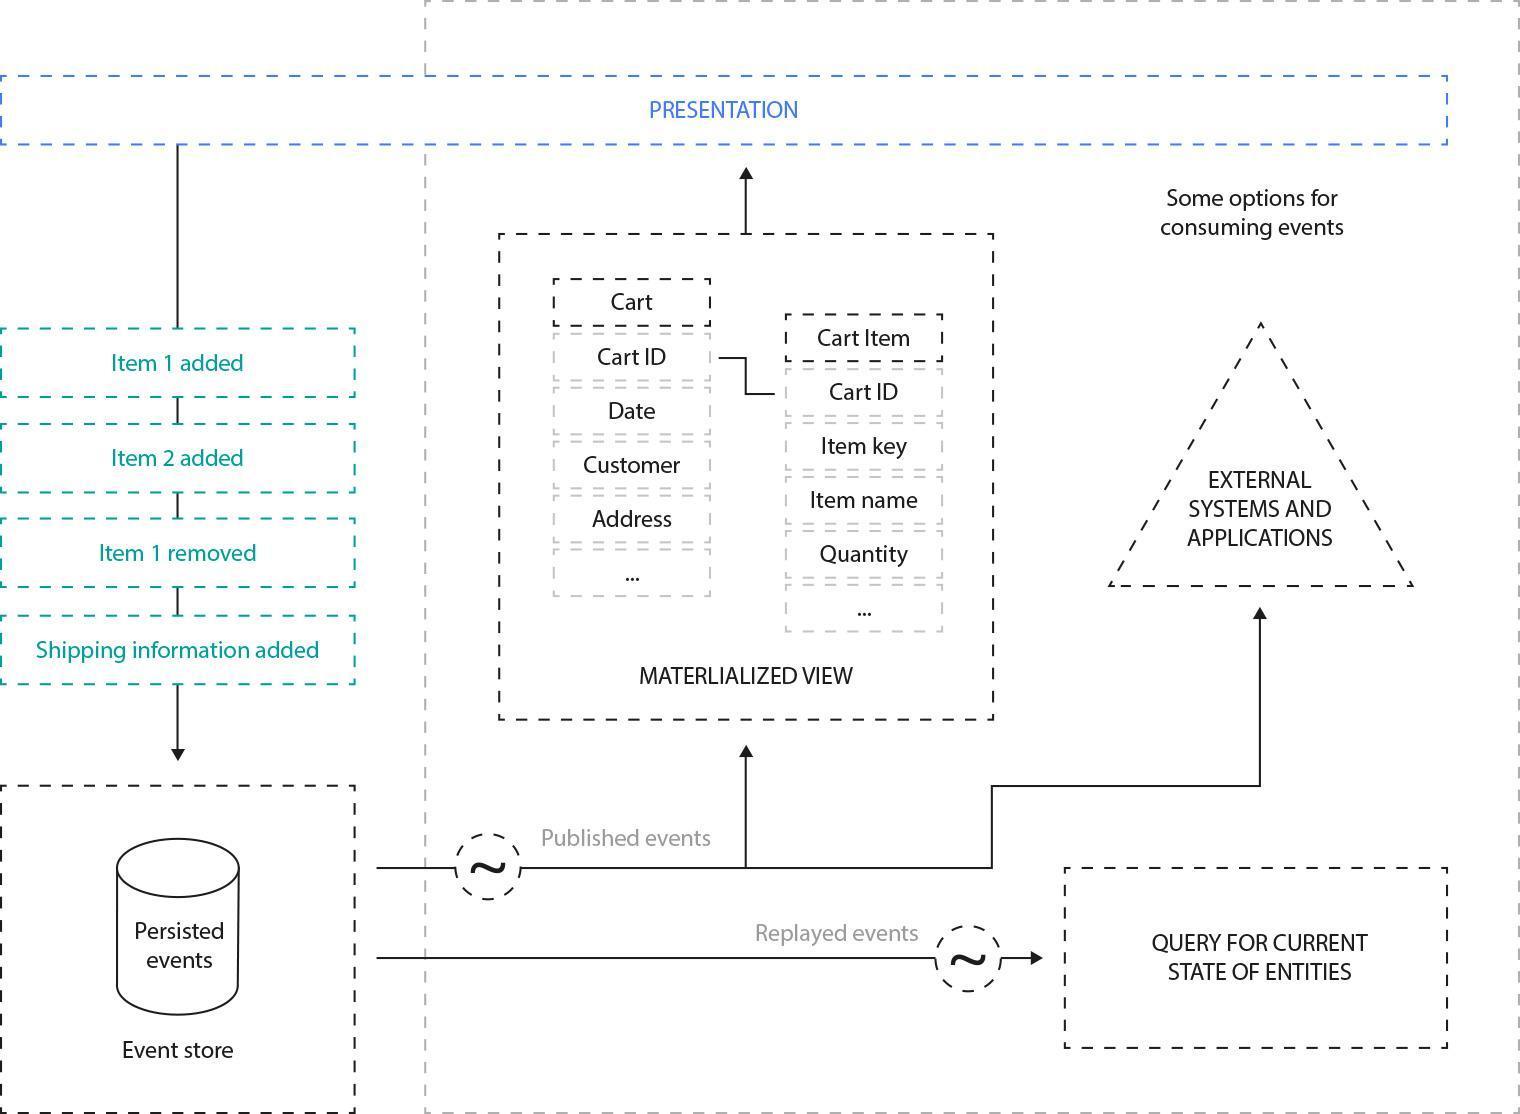 PRESENTATION
Some options for
consuming events
Item 1 added
Item 2 added
Item 1 removed
Shipping information added
Cart
Cart ID
Date
Customer
Address
...
Cart Item
Cart ID
Item key
Item name
Quantity
...
MATERLIALIZED VIEW
EXTERNAL
SYSTEMS AND
APPLICATIONS
Persisted
events
Event store
Published events
~
Replayed events
~
QUERY FOR CURRENT
STATE OF ENTITIES